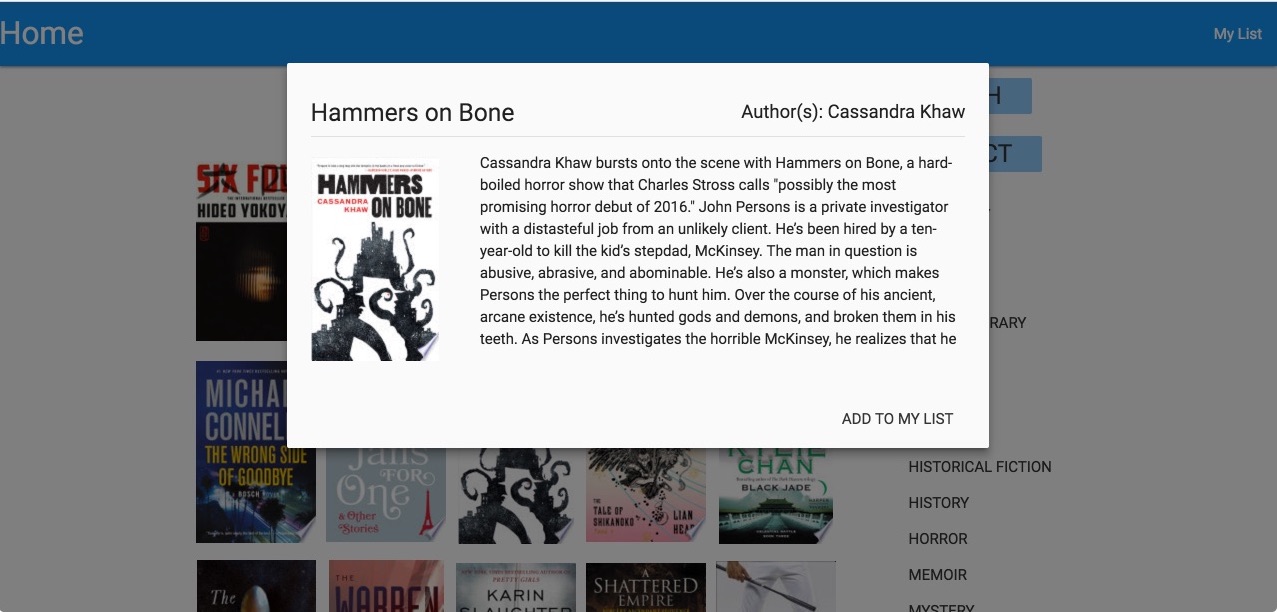 Home
My List
Hammers on Bone
Author(s): Cassandra Khaw
HAMMERS
CASSANDRA
KHAW
ON BONE
Cassandra Khaw bursts onto the scene with Hammers on Bone, a hard-
boiled horror show that Charles Stross calls "possibly the most
promising horror debut of 2016." John Persons is a private investigator
with a distasteful job from an unlikely client. He’s been hired by a ten-
year-old to kill the kid’s stepdad, McKinsey. The man in question is
abusive, abrasive, and abominable. He’s also a monster, which makes
Persons the perfect thing to hunt him. Over the course of his ancient,
arcane existence, he’s hunted gods and demons, and broken them in his
teeth. As Persons investigates the horrible McKinsey, he realizes that he
ADD TO MY LIST
H
CT
RARY
HISTORICAL FICTION
HISTORY
HORROR
MEMOIR
MYSTERY
SIX FOU
HIDEO YOKOY
MICHA
CONNEL
THE WRONG SIDE
OF GOODBYE
A BOSCH
for
One
& Other
Stories
THE
TALE OF
SHIKANOKO
LIAN
HEA
KYLIE
CHAN
BLACK JADE
The
THE
WARREN
PRETTY GIRLS
KARIN
SLAUGHTER
A
SHATTERED
EMPIRE